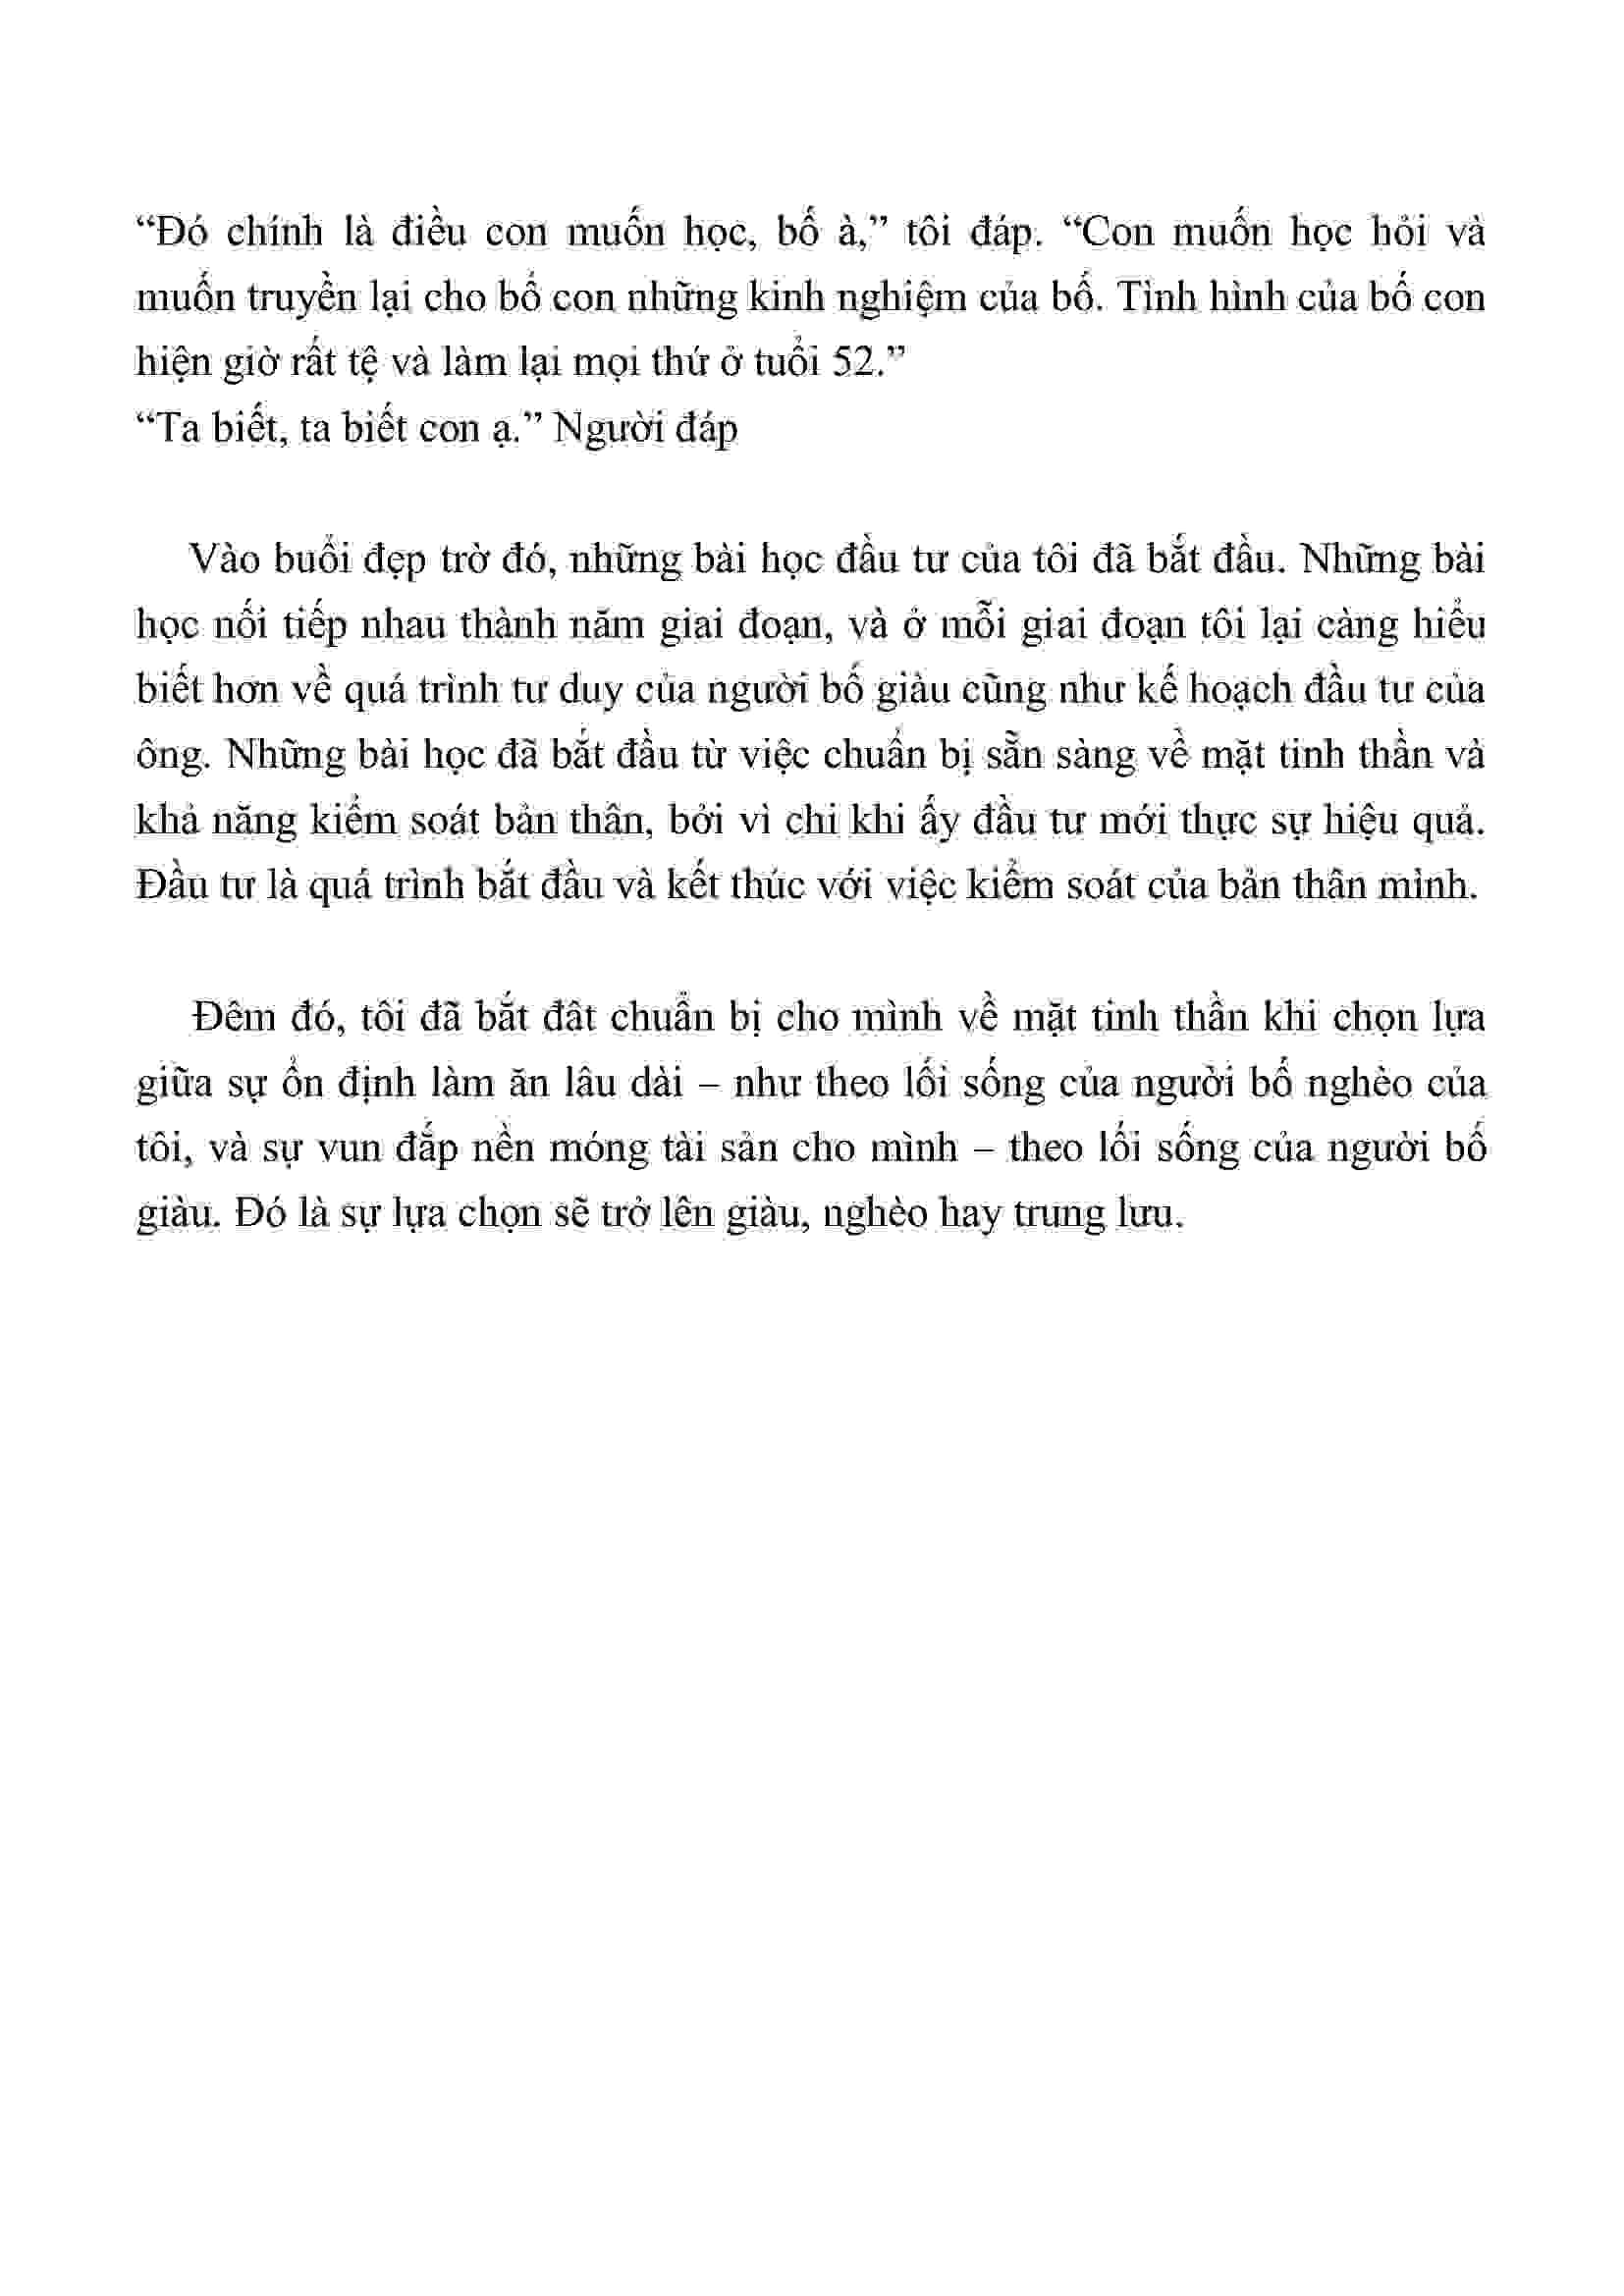 “Đó chính là điều con muốn học, bố à,” tôi đáp. “Con muốn học hỏi và
muốn truyền lại cho bố con những kinh nghiệm của bố. Tình hình của bố con
hiện giờ rất tệ và làm lại mọi thứ ở tuổi 52.”
“Ta biết, ta biết con ạ.” Người đáp
Vào buổi đẹp trờ đó, những bài học đầu tư của tôi đã bắt đầu. Những bài
học nối tiếp nhau thành năm giai đoạn, và ở mỗi giai đoạn tôi lại càng hiểu
biết hơn về quá trình tư duy của người bố giàu cũng như kế hoạch đầu tư của
ông. Những bài học đã bắt đầu từ việc chuẩn bị sẵn sàng về mặt tinh thần và
khả năng kiểm soát bản thân, bởi vì chỉ khi ấy đầu tư mới thực sự hiệu quả.
Đầu tư là quá trình bắt đầu và kết thúc với việc kiểm soát của bản thân mình.
Đêm đó, tôi đã bắt đât chuẩn bị cho mình về mặt tinh thần khi chọn lựa
giữa sự ổn định làm ăn lâu dài – như theo lối sống của người bố nghèo của
tôi, và sự vun đắp nền móng tài sản cho mình – theo lối sống của người bố
giàu. Đó là sự lựa chọn sẽ trở lên giàu, nghèo hay trung lưu.